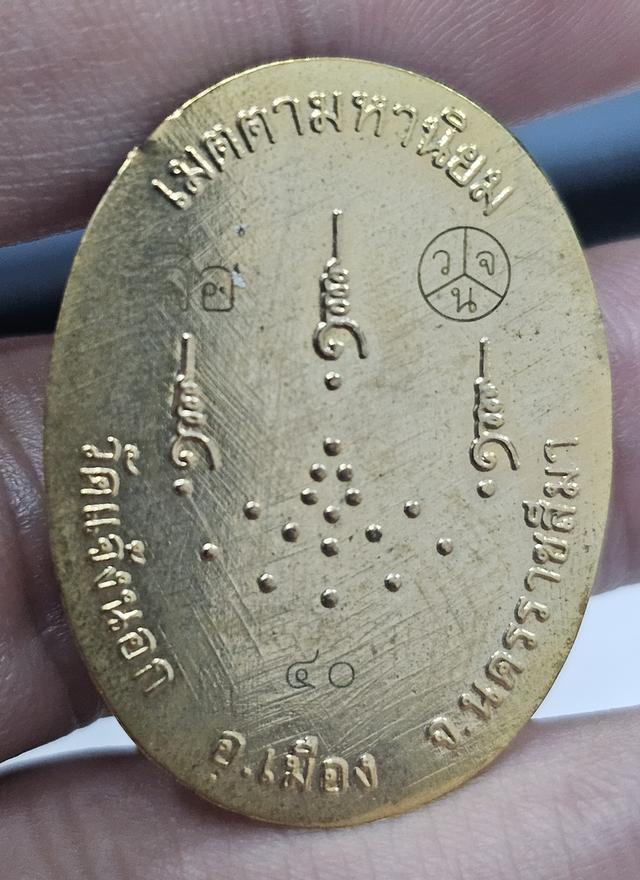 เมตตามหานิยม
ว จ
น
วัดแจ้งนอก
๔๐
อ.เมือง
จ.นครราชสีมา